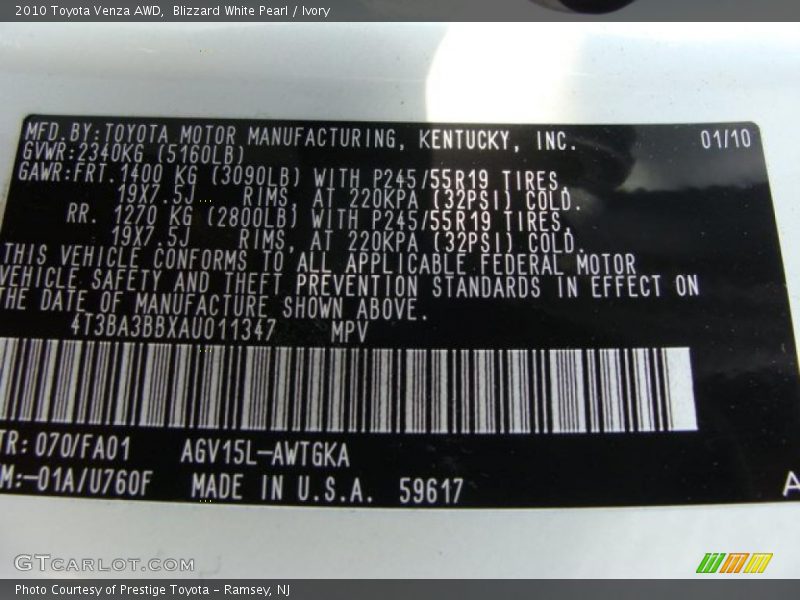 2010 Toyota Venza AWD,  Blizzard White Pearl / Ivory
MFD.BY:TOYOTA MOTOR MANUFACTURING, KENTUCKY, INC. 01/10
GVWR:2340KG (5160LB)
GAWR:FRT.1400 KG (3090LB) WITH P245/55R19 TIRES,
19X7.5J RIMS, AT 220KPA (32PSI) COLD.
RR. 1270 KG (2800LB) WITH P245/55R19 TIRES,
19X7.5J RIMS, AT 220KPA (32PSI) COLD.
THIS VEHICLE CONFORMS TO ALL APPLICABLE FEDERAL MOTOR
VEHICLE SAFETY AND THEFT PREVENTION STANDARDS IN EFFECT ON
THE DATE OF MANUFACTURE SHOWN ABOVE.
4T3BA3BBXAU011347 MPV
TR: 070/FA01 AGV15L-AWTGKA
M:-01A/U760F MADE IN U.S.A. 59617 A
GTCarLot.com
Photo Courtesy of Prestige Toyota - Ramsey, NJ